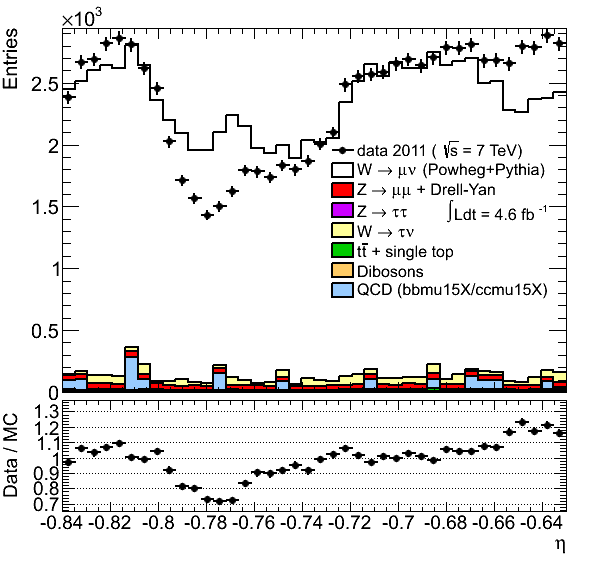 ×10³
Entries
2.5
2
1.5
1
0.5
0
data 2011 ( √s = 7 TeV)
W → μν (Powheg+Pythia)
Z → μμ + Drell-Yan
Z → ττ
∫Ldt = 4.6 fb⁻¹
W → τν
tt̄ + single top
Dibosons
QCD (bbmu15X/ccmu15X)
Data / MC
1.3
1.2
1.1
1
0.9
0.8
0.7
-0.84 -0.82 -0.8 -0.78 -0.76 -0.74 -0.72 -0.7 -0.68 -0.66 -0.64
η